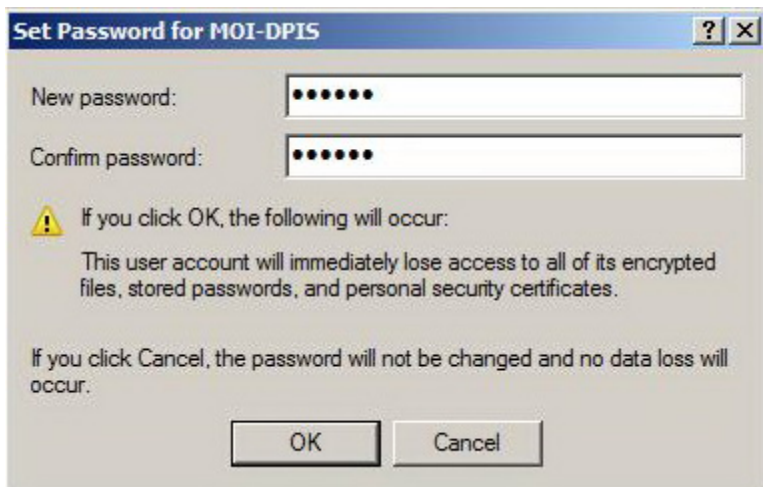 Set Password for MOI-DPIS
New password:
••••••
Confirm password:
••••••
If you click OK, the following will occur:
This user account will immediately lose access to all of its encrypted
files, stored passwords, and personal security certificates.
If you click Cancel, the password will not be changed and no data loss will
occur.
OK Cancel